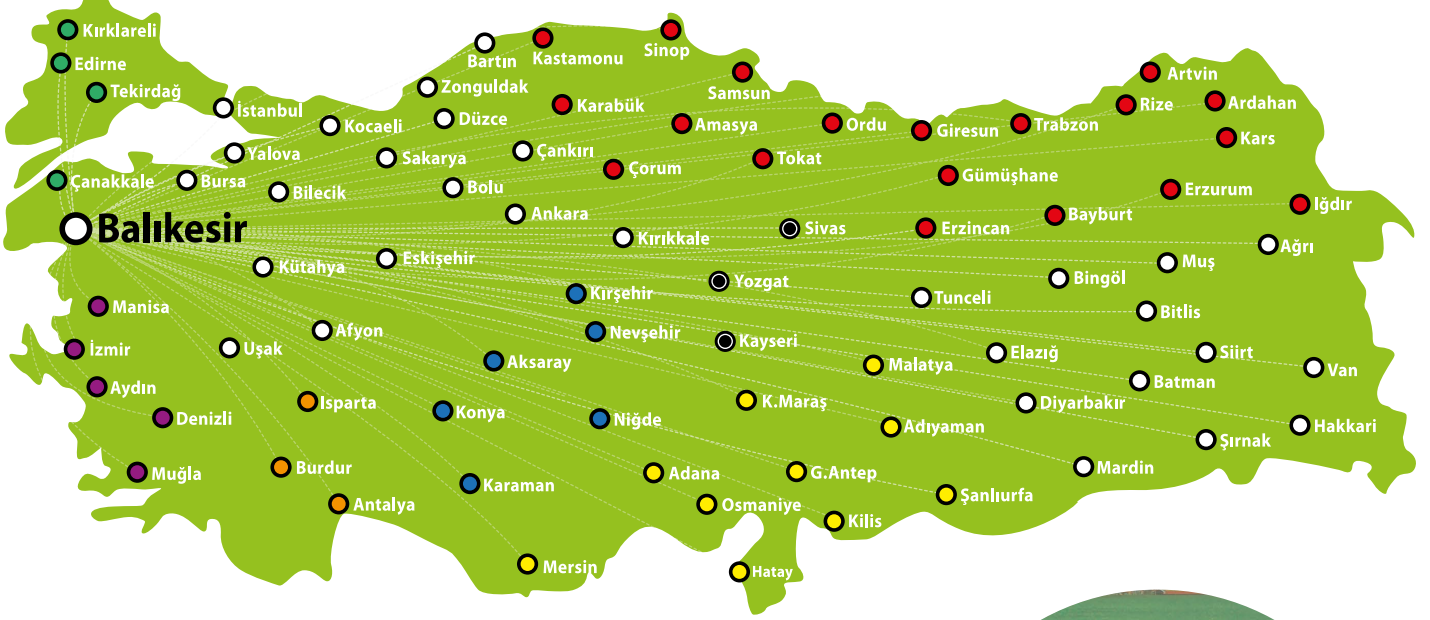 Kırklareli
Sinop
Bartın
Kastamonu
Edirne
Artvin
Zonguldak
Samsun
Tekirdağ
İstanbul
Karabük
Rize
Ardahan
Kocaeli
Düzce
Amasya
Ordu
Giresun
Trabzon
Kars
Yalova
Sakarya
Çankırı
Çorum
Tokat
Gümüşhane
Çanakkale
Bursa
Bilecik
Bolu
Erzurum
Ankara
Bayburt
Iğdır
Balıkesir
Kırıkkale
Sivas
Erzincan
Ağrı
Kütahya
Eskişehir
Muş
Yozgat
Bingöl
Kırşehir
Tunceli
Manisa
Bitlis
Afyon
Nevşehir
Kayseri
İzmir
Uşak
Aksaray
Malatya
Elazığ
Siirt
Van
Aydın
Batman
Isparta
Konya
K.Maraş
Diyarbakır
Denizli
Niğde
Adıyaman
Hakkari
Şırnak
Muğla
Burdur
Karaman
Adana
G.Antep
Mardin
Antalya
Osmaniye
Şanlıurfa
Kilis
Mersin
Hatay